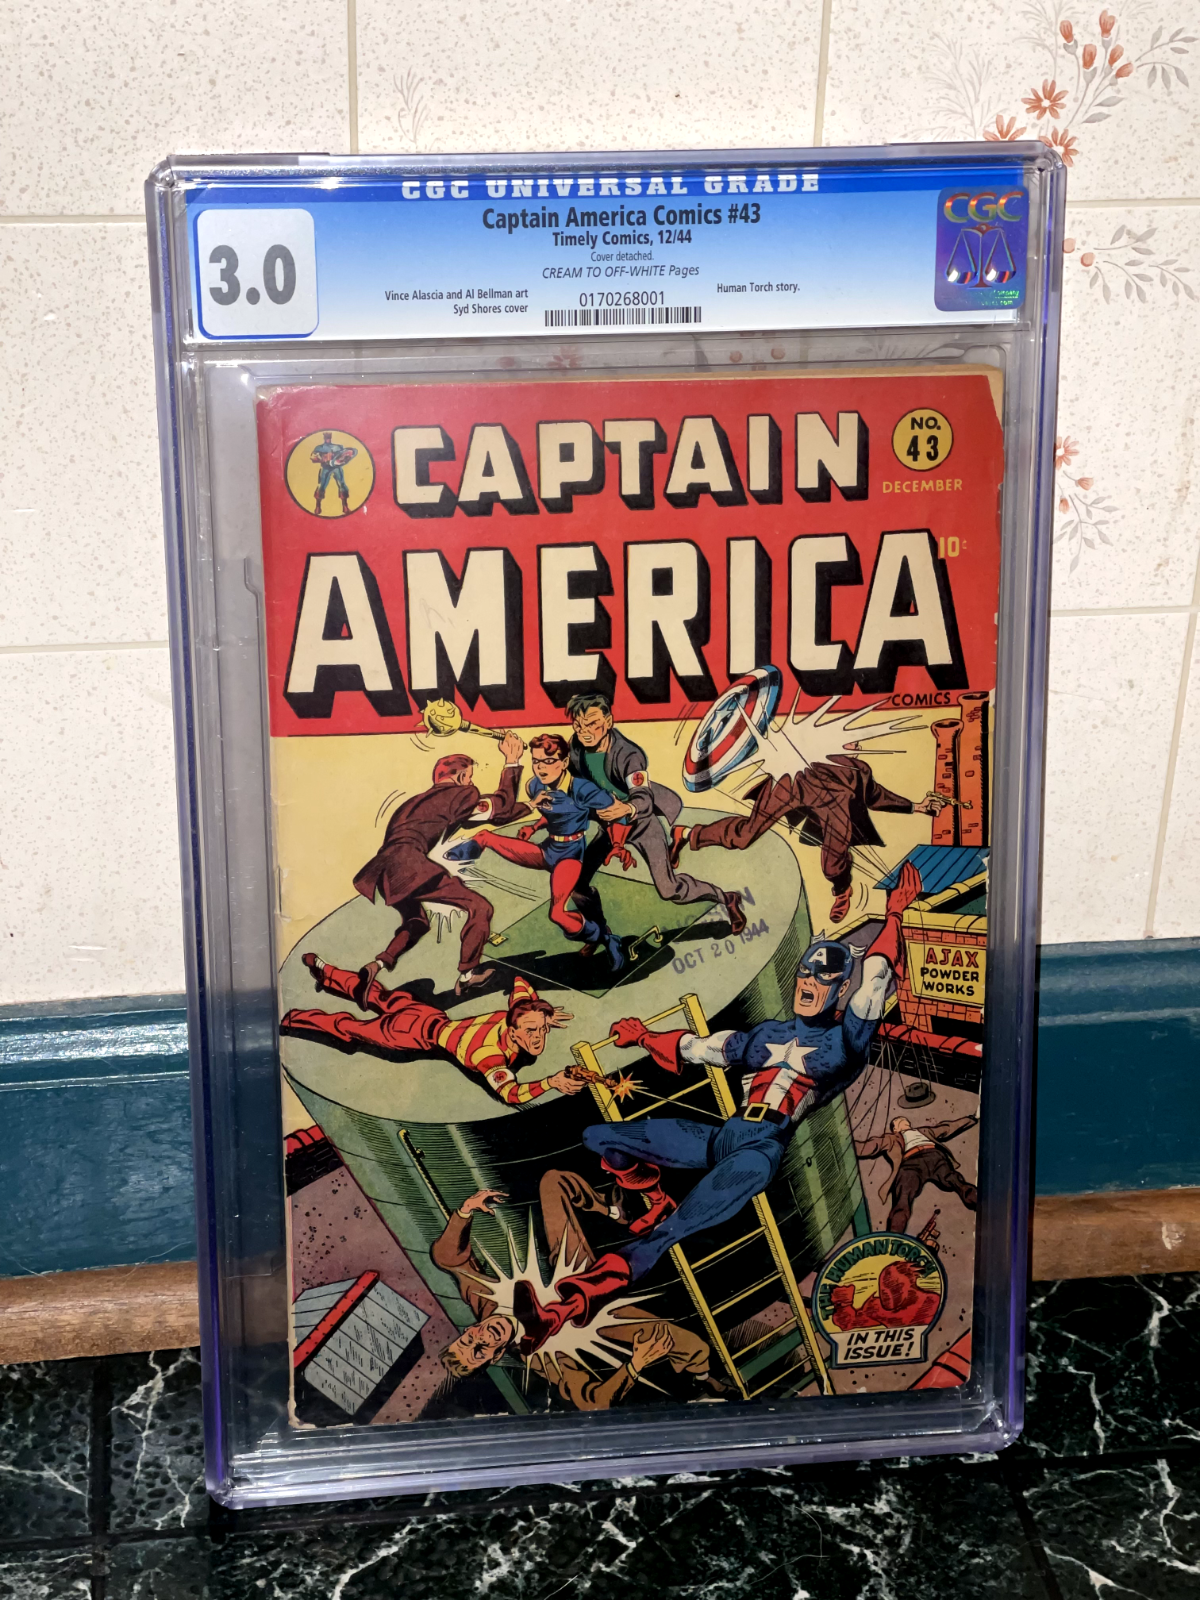 CGC UNIVERSAL GRADE
3.0
Captain America Comics #43
Timely Comics, 12/44
Cover detached.
CREAM TO OFF-WHITE Pages
Vince Alascia and Al Bellman art
Syd Shores cover
0170268001
Human Torch story.
CGC
CAPTAIN
NO.
43
DECEMBER
AMERICA
10¢
COMICS
OCT 20 1944
AJAX
POWDER
WORKS
THE HUMAN TORCH
IN THIS
ISSUE!